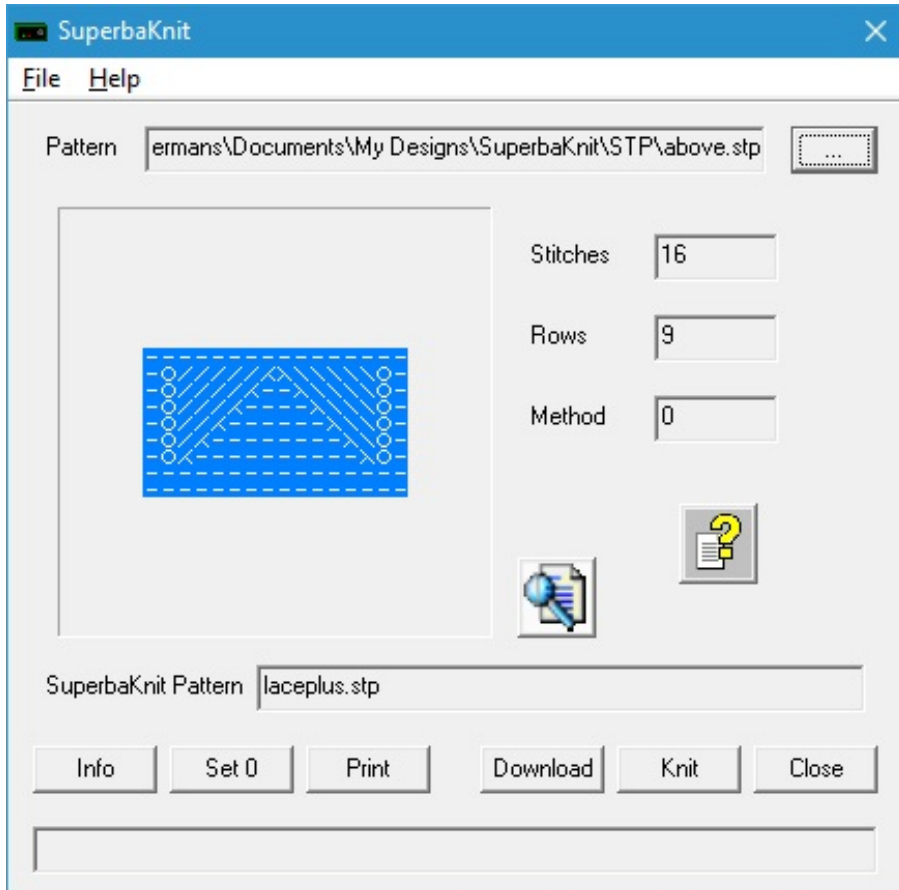 SuperbaKnit
File Help
Pattern ermans\Documents\My Designs\SuperbaKnit\STP\above.stp ...
Stitches 16
Rows 9
Method 0
SuperbaKnit Pattern laceplus.stp
Info Set 0 Print Download Knit Close